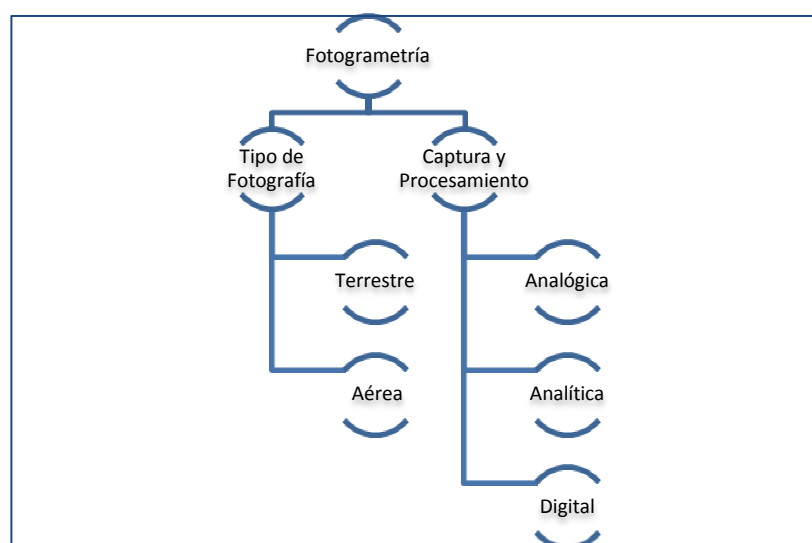 Fotogrametría
Tipo de
Fotografía
Captura y
Procesamiento
Terrestre
Analógica
Aérea
Analítica
Digital